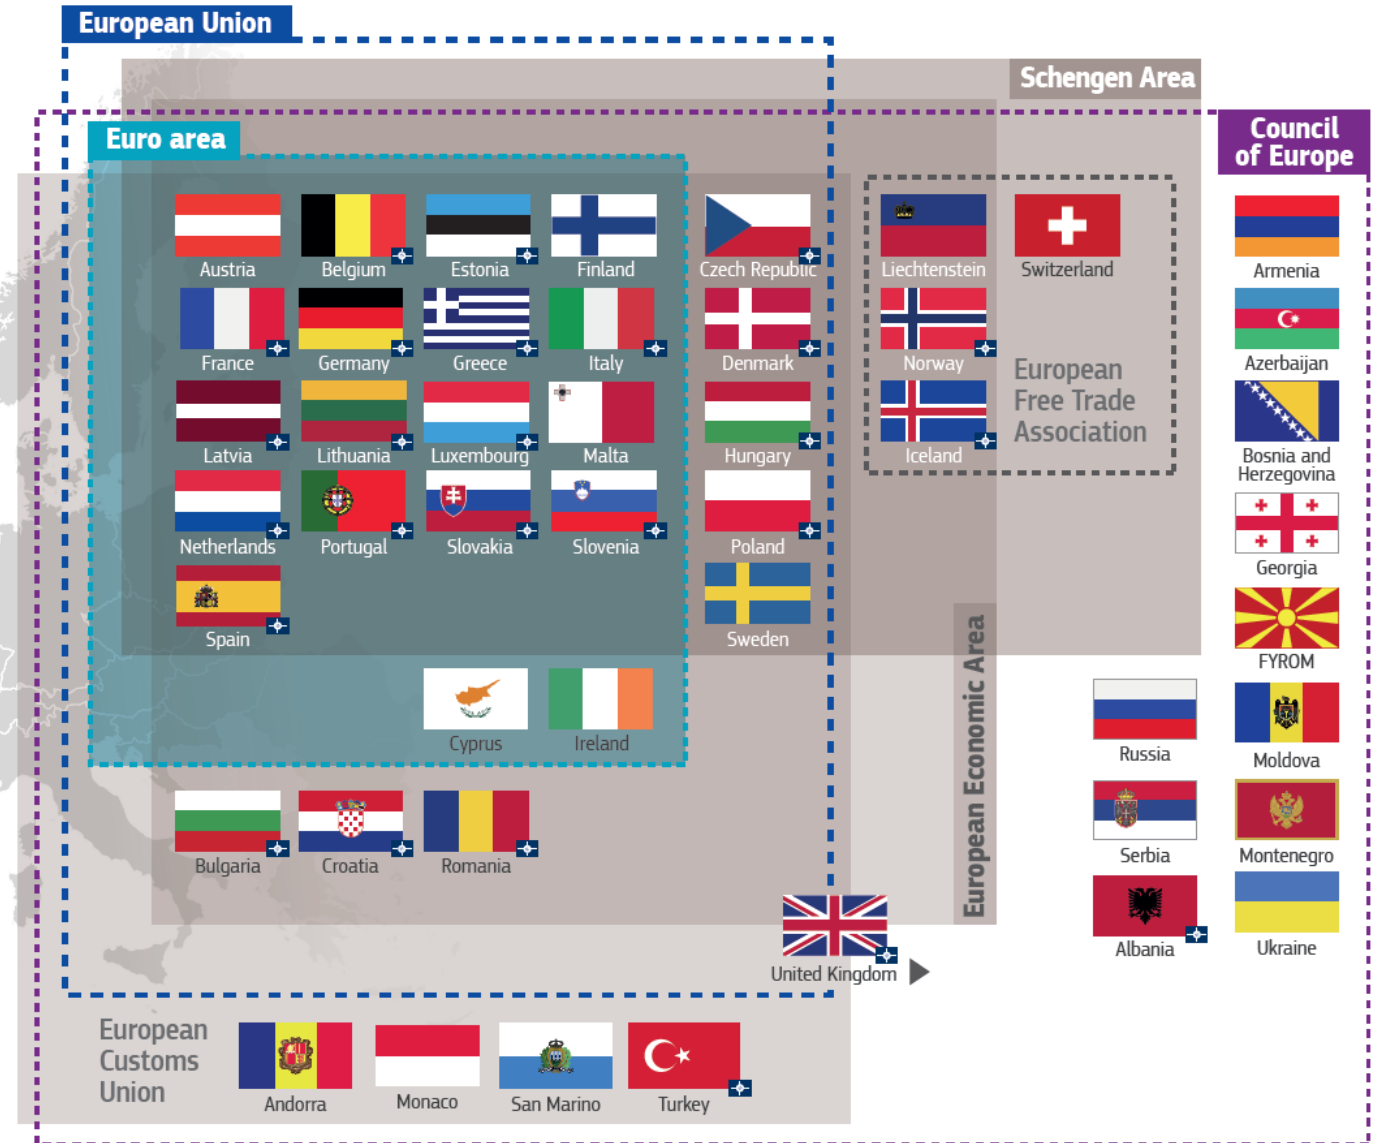 European Union
Schengen Area
Council
of Europe
Euro area
Austria
Belgium
Estonia
Finland
Czech Republic
Liechtenstein
Switzerland
Armenia
France
Germany
Greece
Italy
Denmark
Norway
European
Free Trade
Association
Azerbaijan
Latvia
Lithuania
Luxembourg
Malta
Hungary
Iceland
Bosnia and
Herzegovina
Netherlands
Portugal
Slovakia
Slovenia
Poland
Georgia
Spain
Sweden
European Economic Area
FYROM
Cyprus
Ireland
Russia
Moldova
Bulgaria
Croatia
Romania
Serbia
Montenegro
United Kingdom
Albania
Ukraine
European
Customs
Union
Andorra
Monaco
San Marino
Turkey